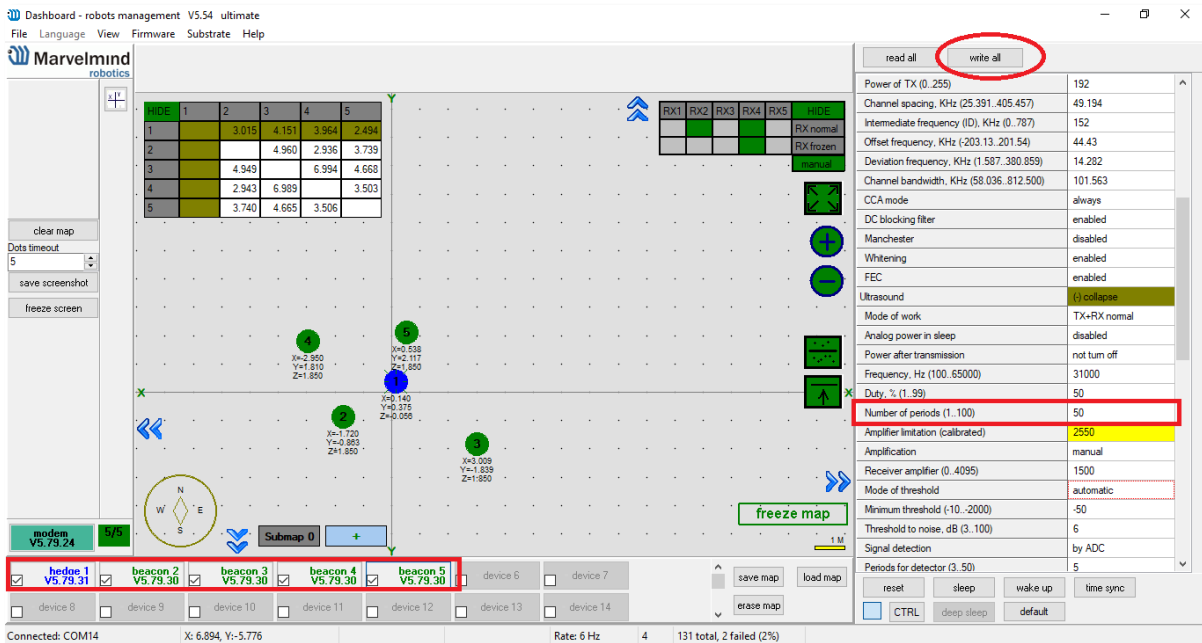 Dashboard - robots management V5.54 ultimate
File Language View Firmware Substrate Help
Marvelmind
robotics
clear map
Dots timeout
5
save screenshot
freeze screen
modem
V5.79.24
5/5
X Y
HIDE 1 2 3 4 5
1 3.015 4.151 3.964 2.494
2 4.960 2.936 3.739
3 4.949 6.994 4.668
4 2.943 6.989 3.503
5 3.740 4.665 3.506
RX1 RX2 RX3 RX4 RX5 HIDE
RX normal
RX frozen
manual
Y
4
X=-2.950
Y=1.810
Z=1.850
5
X=0.538
Y=2.117
Z=1.850
1
X=0.140
Y=0.375
Z=-0.056
X
X
2
X=-1.720
Y=-0.863
Z=1.850
3
X=3.009
Y=-1.839
Z=1.850
N
W E
S
Submap 0 +
Y
freeze map
1 M
read all write all
Power of TX (0..255) 192
Channel spacing, KHz (25.391..405.457) 49.194
Intermediate frequency (ID), KHz (0..787) 152
Offset frequency, KHz (-203.13..201.54) 44.43
Deviation frequency, KHz (1.587..380.859) 14.282
Channel bandwidth, KHz (58.036..812.500) 101.563
CCA mode always
DC blocking filter enabled
Manchester disabled
Whitening enabled
FEC enabled
Ultrasound (-) collapse
Mode of work TX+RX normal
Analog power in sleep disabled
Power after transmission not turn off
Frequency, Hz (100..65000) 31000
Duty, % (1..99) 50
Number of periods (1..100) 50
Amplifier limitation (calibrated) 2550
Amplification manual
Receiver amplifier (0..4095) 1500
Mode of threshold automatic
Minimum threshold (-10..-2000) -50
Threshold to noise, dB (3..100) 6
Signal detection by ADC
Periods for detector (3..50) 5
reset sleep wake up time sync
CTRL deep sleep default
hedge 1
V5.79.31
beacon 2
V5.79.30
beacon 3
V5.79.30
beacon 4
V5.79.30
beacon 5
V5.79.30
device 6 device 7
device 8 device 9 device 10 device 11 device 12 device 13 device 14
save map load map
erase map
Connected: COM14 X: 6.894, Y:-5.776 Rate: 6 Hz 4 131 total, 2 failed (2%)